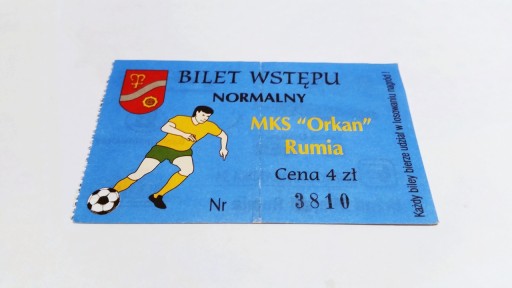 BILET WSTĘPU
NORMALNY
MKS "Orkan"
Rumia
Cena 4 zł
Nr 3810
Każdy bilet bierze udział w losowaniu nagród!